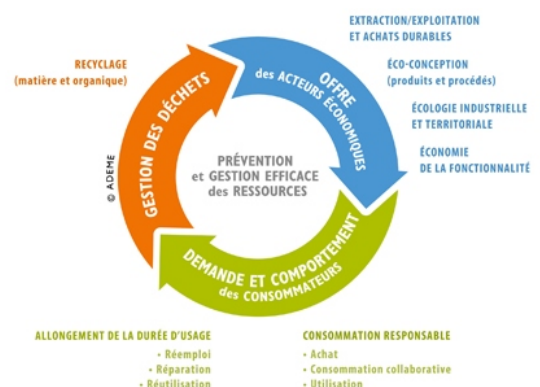 EXTRACTION/EXPLOITATION
ET ACHATS DURABLES
RECYCLAGE
(matière et organique)
ÉCO-CONCEPTION
(produits et procédés)
ÉCOLOGIE INDUSTRIELLE
ET TERRITORIALE
ÉCONOMIE
DE LA FONCTIONNALITÉ
OFFRE
des ACTEURS ÉCONOMIQUES
GESTION DES DÉCHETS
© ADEME
PRÉVENTION
et GESTION EFFICACE
des RESSOURCES
DEMANDE ET COMPORTEMENT
des CONSOMMATEURS
ALLONGEMENT DE LA DURÉE D'USAGE
• Réemploi
• Réparation
• Réutilisation
CONSOMMATION RESPONSABLE
• Achat
• Consommation collaborative
• Utilisation